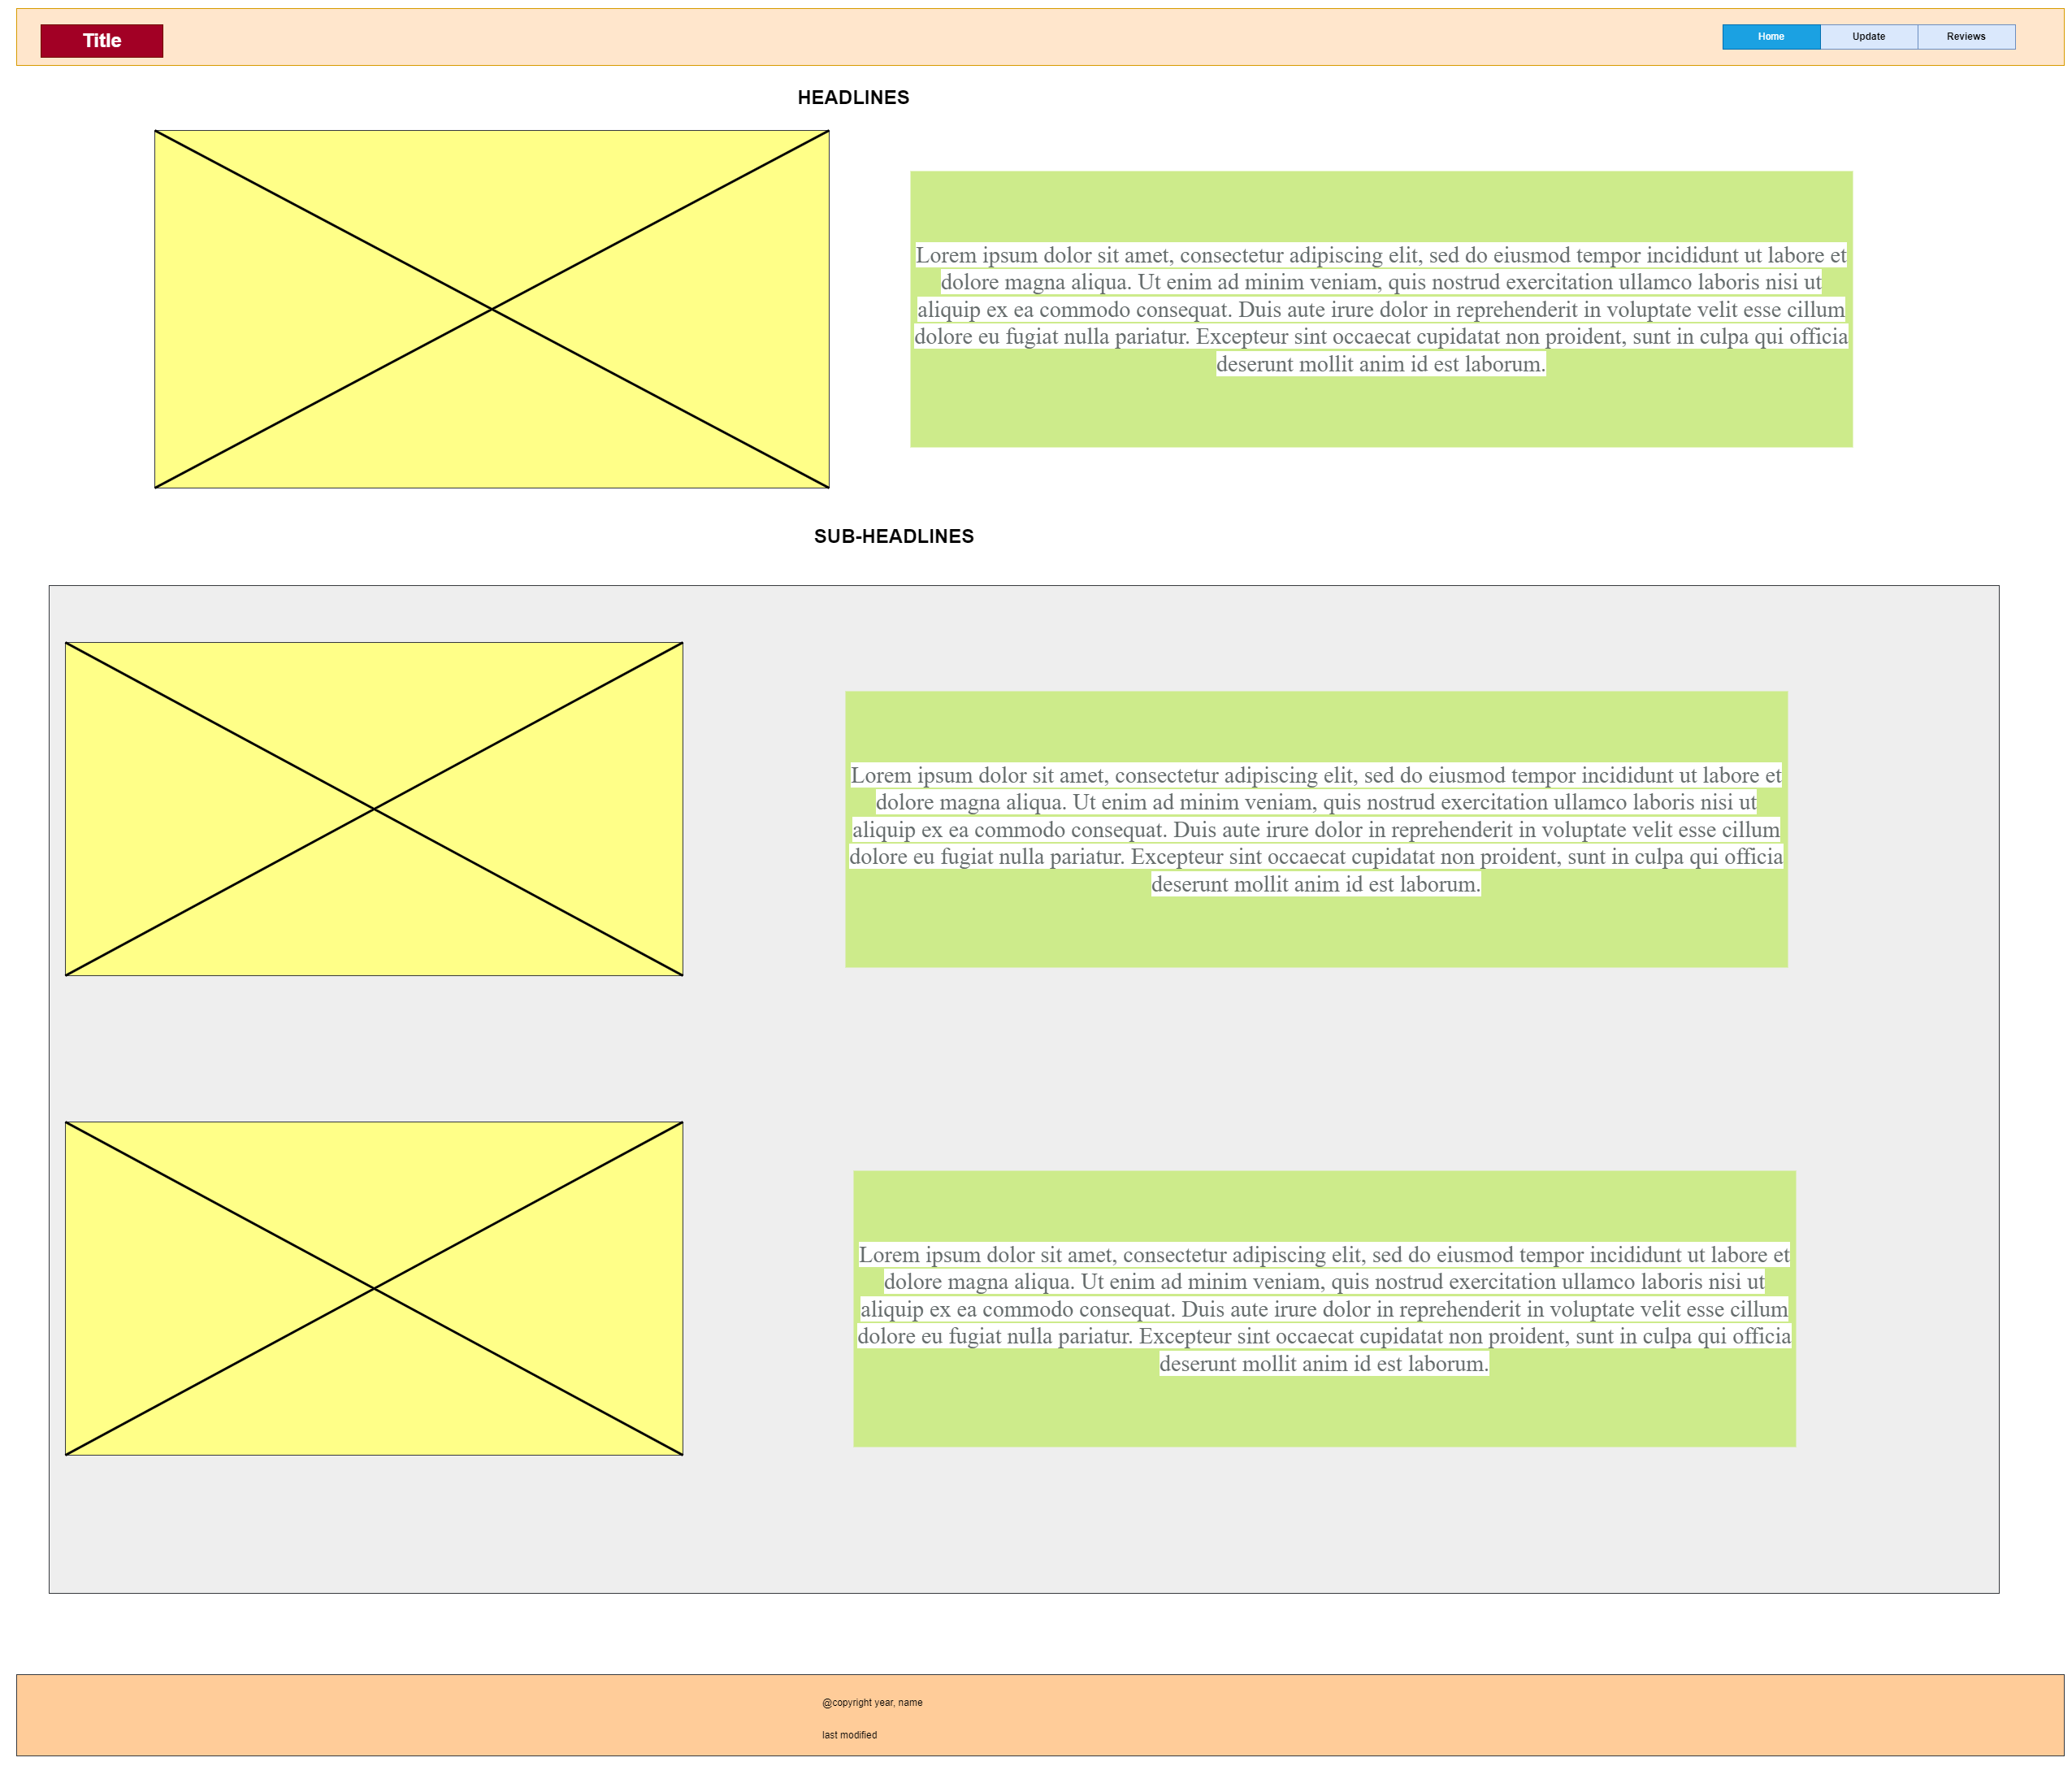 Title
Home
Update
Reviews
HEADLINES
Lorem ipsum dolor sit amet, consectetur adipiscing elit, sed do eiusmod tempor incididunt ut labore et
dolore magna aliqua. Ut enim ad minim veniam, quis nostrud exercitation ullamco laboris nisi ut
aliquip ex ea commodo consequat. Duis aute irure dolor in reprehenderit in voluptate velit esse cillum
dolore eu fugiat nulla pariatur. Excepteur sint occaecat cupidatat non proident, sunt in culpa qui officia
deserunt mollit anim id est laborum.
SUB-HEADLINES
Lorem ipsum dolor sit amet, consectetur adipiscing elit, sed do eiusmod tempor incididunt ut labore et
dolore magna aliqua. Ut enim ad minim veniam, quis nostrud exercitation ullamco laboris nisi ut
aliquip ex ea commodo consequat. Duis aute irure dolor in reprehenderit in voluptate velit esse cillum
dolore eu fugiat nulla pariatur. Excepteur sint occaecat cupidatat non proident, sunt in culpa qui officia
deserunt mollit anim id est laborum.
Lorem ipsum dolor sit amet, consectetur adipiscing elit, sed do eiusmod tempor incididunt ut labore et
dolore magna aliqua. Ut enim ad minim veniam, quis nostrud exercitation ullamco laboris nisi ut
aliquip ex ea commodo consequat. Duis aute irure dolor in reprehenderit in voluptate velit esse cillum
dolore eu fugiat nulla pariatur. Excepteur sint occaecat cupidatat non proident, sunt in culpa qui officia
deserunt mollit anim id est laborum.
@copyright year, name
last modified